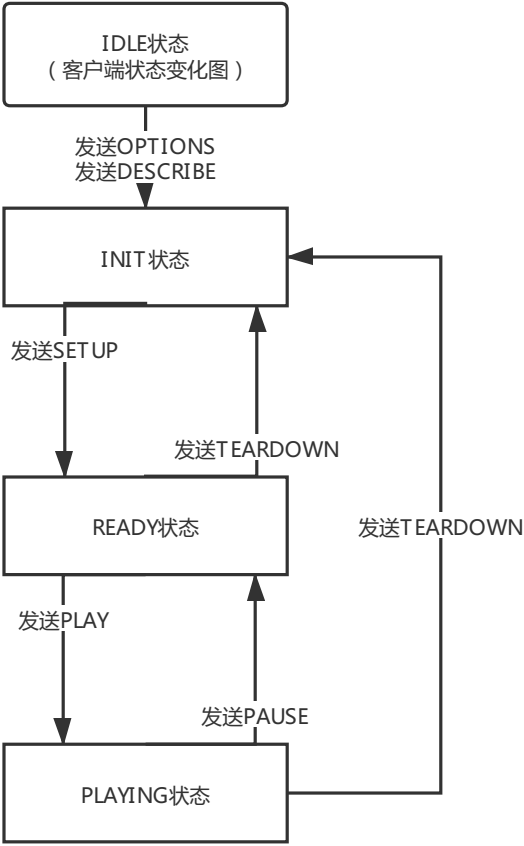 IDLE状态
（客户端状态变化图）
发送OPTIONS
发送DESCRIBE
INIT状态
发送SETUP
发送TEARDOWN
READY状态
发送TEARDOWN
发送PLAY
发送PAUSE
PLAYING状态